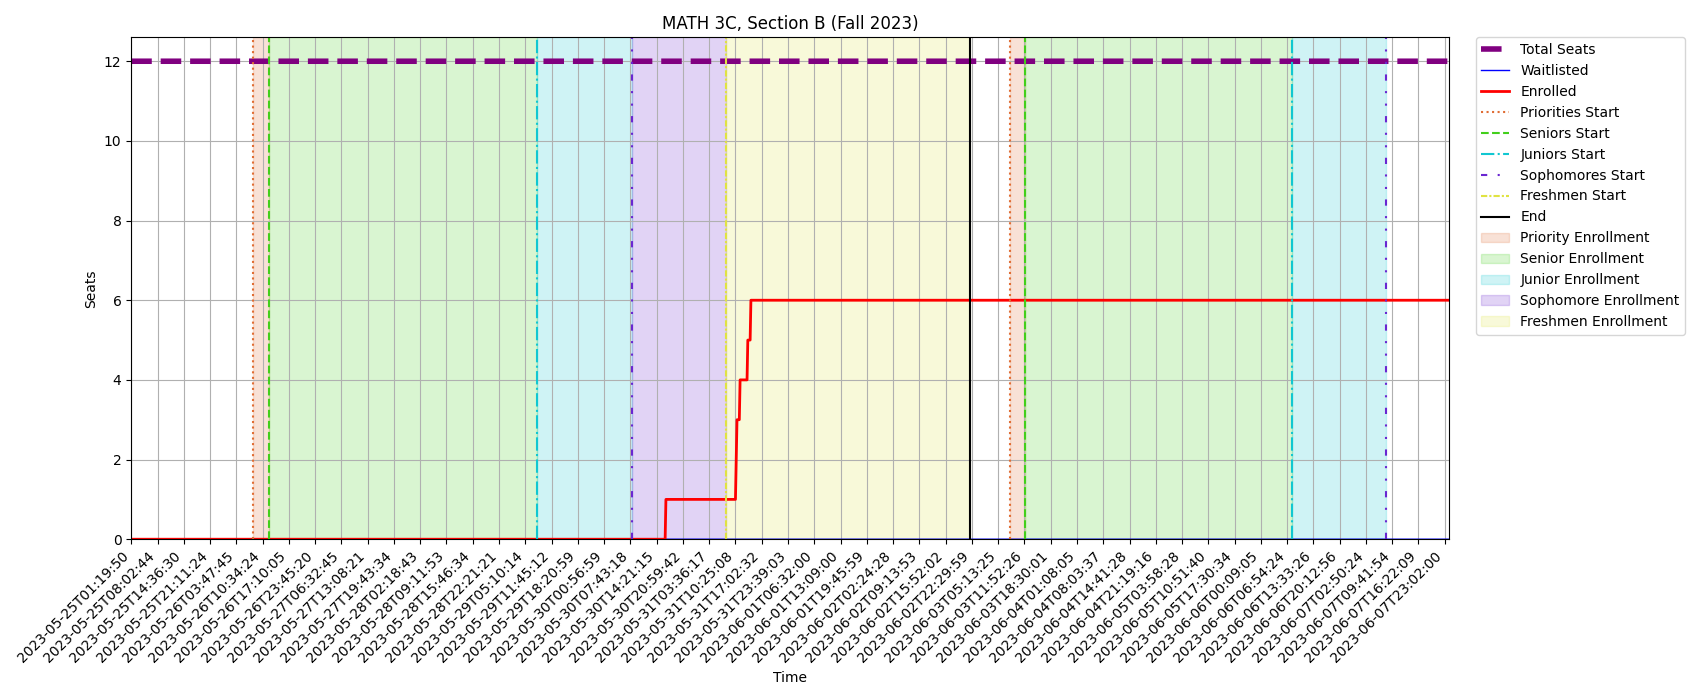 MATH 3C, Section B (Fall 2023)
Seats
12
10
8
6
4
2
0
2023-05-25T01:19:50
2023-05-25T08:02:44
2023-05-25T14:36:30
2023-05-25T21:11:24
2023-05-26T03:47:45
2023-05-26T10:34:24
2023-05-26T17:10:05
2023-05-26T23:45:20
2023-05-27T06:32:45
2023-05-27T13:08:21
2023-05-27T19:43:34
2023-05-28T02:18:43
2023-05-28T09:11:53
2023-05-28T15:46:34
2023-05-28T22:21:21
2023-05-29T05:10:14
2023-05-29T11:45:12
2023-05-29T18:20:59
2023-05-30T00:56:59
2023-05-30T07:43:18
2023-05-30T14:21:15
2023-05-30T20:59:42
2023-05-31T03:36:17
2023-05-31T10:25:08
2023-05-31T17:02:32
2023-05-31T23:39:03
2023-06-01T06:32:00
2023-06-01T13:09:00
2023-06-01T19:45:59
2023-06-02T02:24:28
2023-06-02T09:13:53
2023-06-02T15:52:02
2023-06-02T22:29:59
2023-06-03T05:13:25
2023-06-03T11:52:26
2023-06-03T18:30:01
2023-06-04T01:08:05
2023-06-04T08:03:37
2023-06-04T14:41:28
2023-06-04T21:19:16
2023-06-05T03:58:28
2023-06-05T10:51:40
2023-06-05T17:30:34
2023-06-06T00:09:05
2023-06-06T06:54:24
2023-06-06T13:33:26
2023-06-06T20:12:56
2023-06-07T02:50:24
2023-06-07T09:41:54
2023-06-07T16:22:09
2023-06-07T23:02:00
Time
Total Seats
Waitlisted
Enrolled
Priorities Start
Seniors Start
Juniors Start
Sophomores Start
Freshmen Start
End
Priority Enrollment
Senior Enrollment
Junior Enrollment
Sophomore Enrollment
Freshmen Enrollment